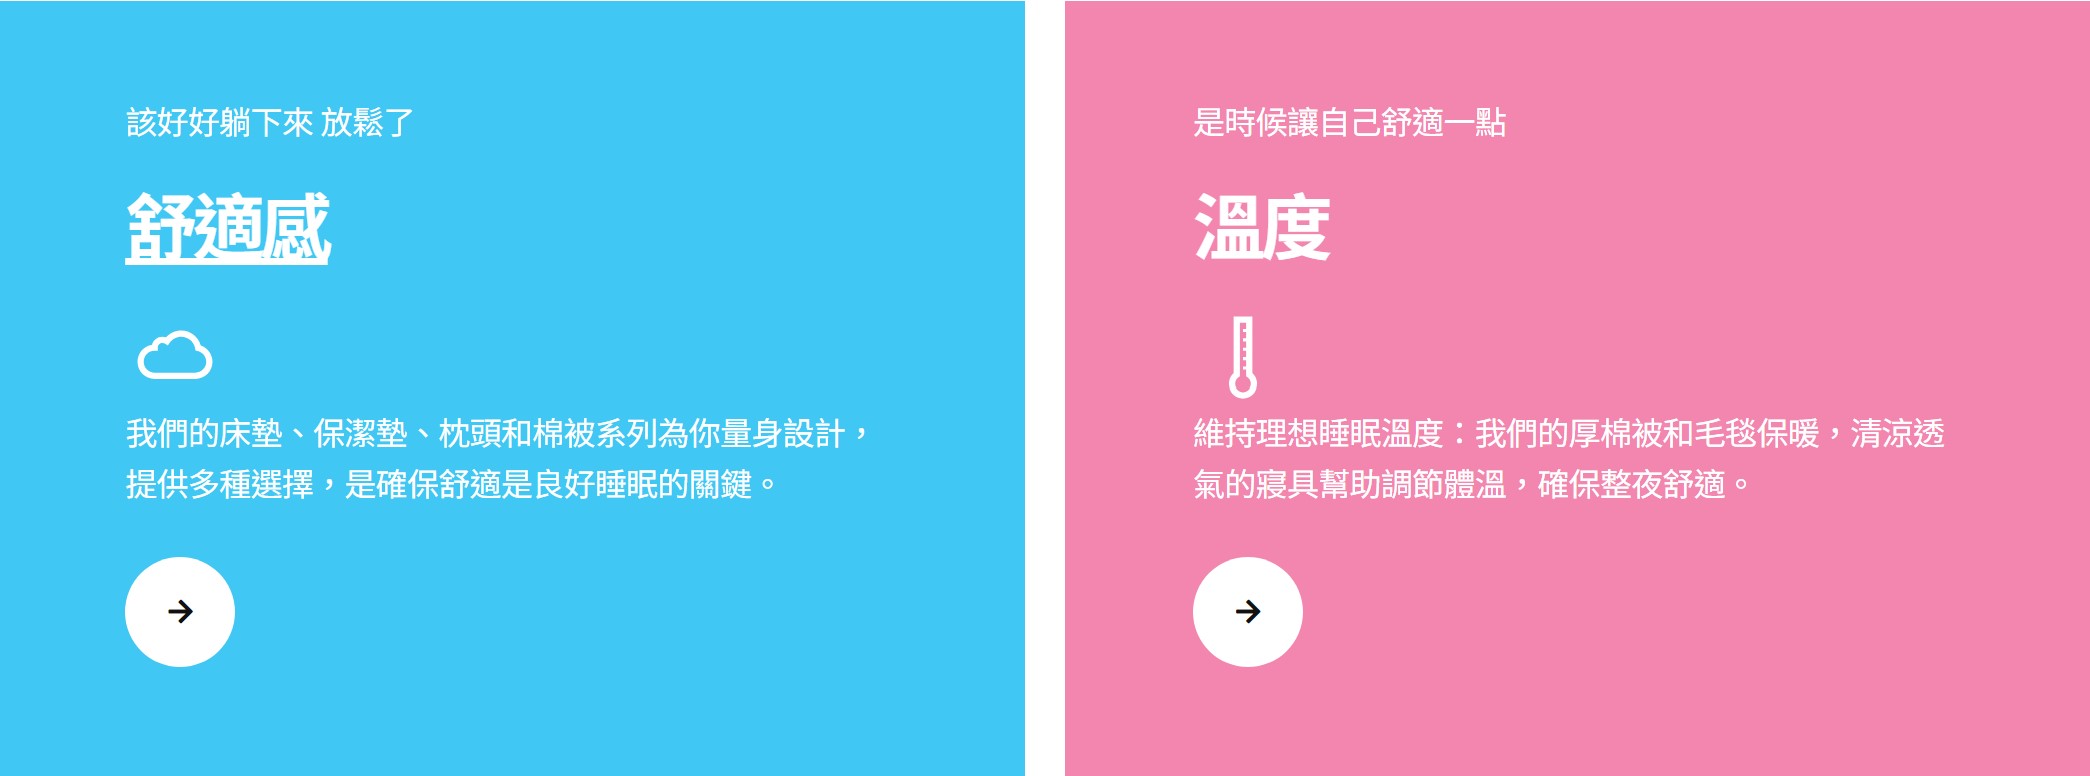 該好好躺下來 放鬆了
舒適感
我們的床墊、保潔墊、枕頭和棉被系列為你量身設計，
提供多種選擇，是確保舒適是良好睡眠的關鍵。
是時候讓自己舒適一點
溫度
維持理想睡眠溫度：我們的厚棉被和毛毯保暖，清涼透
氣的寢具幫助調節體溫，確保整夜舒適。